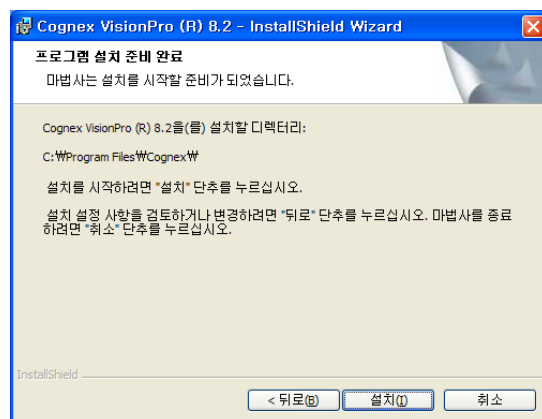 Cognex VisionPro (R) 8.2 - InstallShield Wizard
프로그램 설치 준비 완료
마법사는 설치를 시작할 준비가 되었습니다.
Cognex VisionPro (R) 8.2을(를) 설치할 디렉터리:
C:₩Program Files₩Cognex₩
설치를 시작하려면 "설치" 단추를 누르십시오.
설치 설정 사항을 검토하거나 변경하려면 "뒤로" 단추를 누르십시오. 마법사를 종료
하려면 "취소" 단추를 누르십시오.
InstallShield
< 뒤로(B) 설치(I) 취소